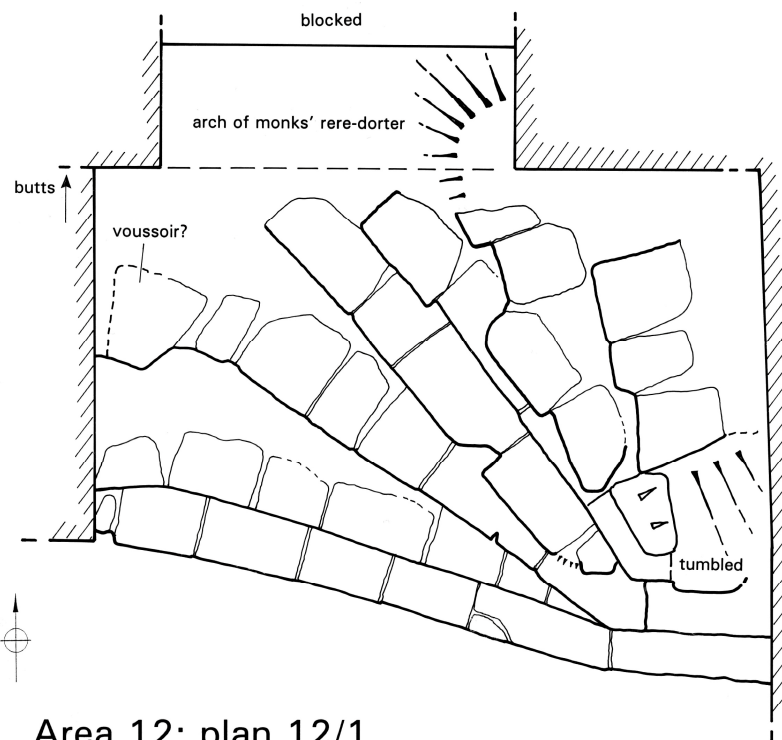 blocked
arch of monks' rere-dorter
butts
voussoir?
tumbled
Area 12: plan 12/1